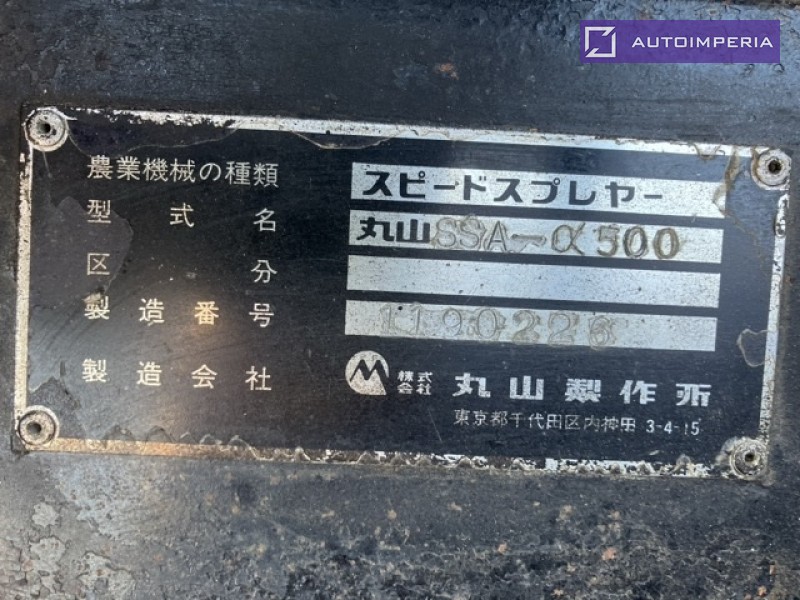 AUTOIMPERIA
農業機械の種類 スピードスプレヤー
型式名 丸山SSA-α500
区分
製造番号 1190226
製造会社 株式会社 丸山製作所
東京都千代田区内神田 3-4-15